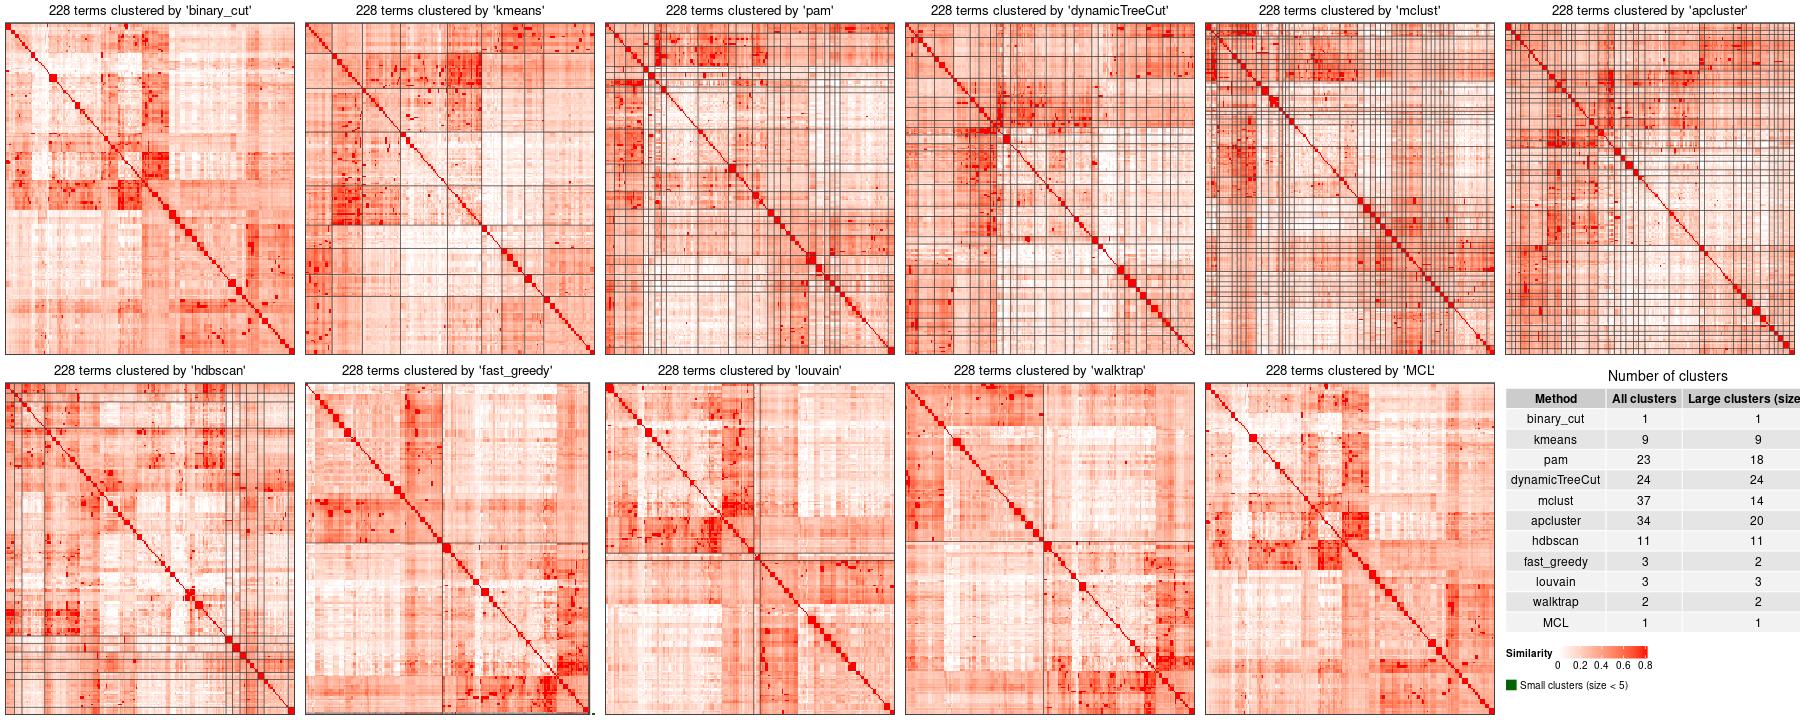 228 terms clustered by 'binary_cut'
228 terms clustered by 'kmeans'
228 terms clustered by 'pam'
228 terms clustered by 'dynamicTreeCut'
228 terms clustered by 'mclust'
228 terms clustered by 'apcluster'
228 terms clustered by 'hdbscan'
228 terms clustered by 'fast_greedy'
228 terms clustered by 'louvain'
228 terms clustered by 'walktrap'
228 terms clustered by 'MCL'
Number of clusters
Method All clusters Large clusters (size
binary_cut 1 1
kmeans 9 9
pam 23 18
dynamicTreeCut 24 24
mclust 37 14
apcluster 34 20
hdbscan 11 11
fast_greedy 3 2
louvain 3 3
walktrap 2 2
MCL 1 1
Similarity
0 0.2 0.4 0.6 0.8
Small clusters (size < 5)